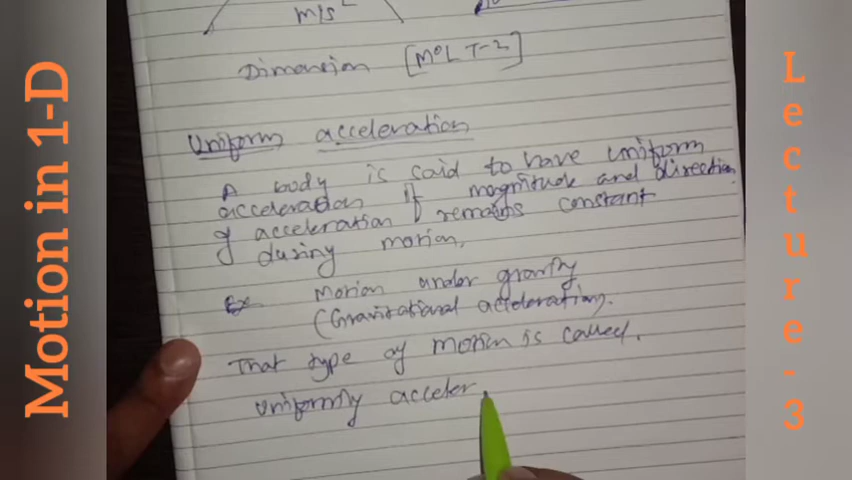 Motion in 1-D
m/s²
Dimension [M⁰L T-2]
Uniform acceleration
A body is said to have uniform
acceleration if magnitude and direction
of acceleration remains constant
during motion.
Ex Motion under gravity
(Gravitational acceleration).
That type of motion is called.
uniformly acceler
Lecture-3